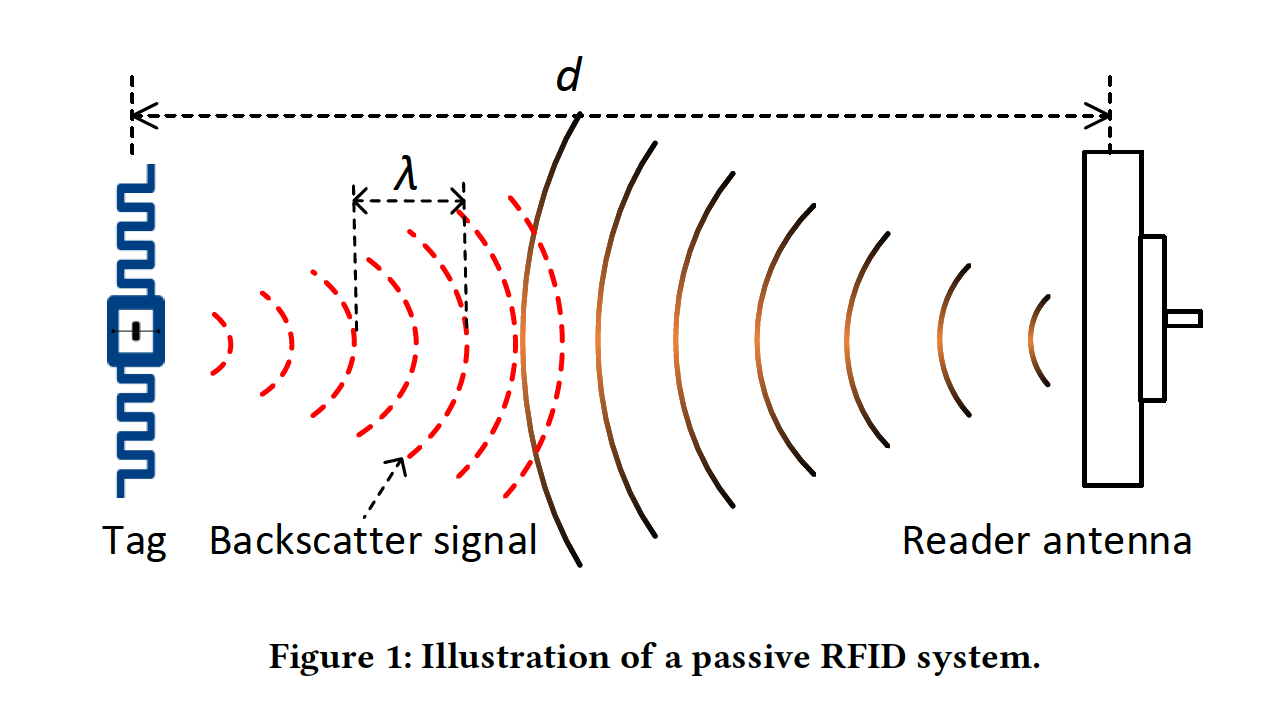 d
λ
Tag
Backscatter signal
Reader antenna
Figure 1: Illustration of a passive RFID system.